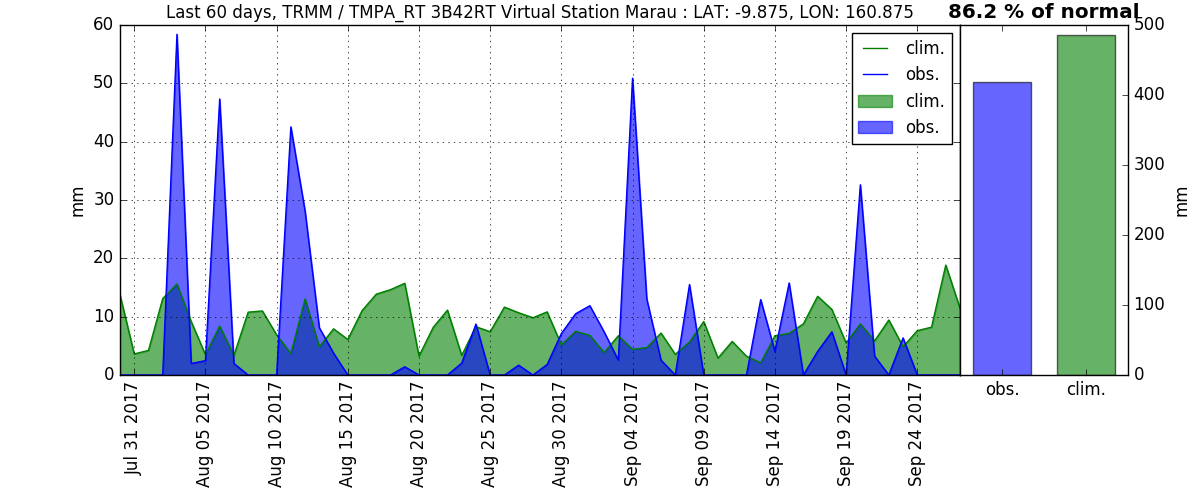 Last 60 days, TRMM / TMPA_RT 3B42RT Virtual Station Marau : LAT: -9.875, LON: 160.875
86.2 % of normal
clim.
obs.
clim.
obs.
60
50
40
30
20
10
0
mm
500
400
300
200
100
0
mm
obs.
clim.
Jul 31 2017
Aug 05 2017
Aug 10 2017
Aug 15 2017
Aug 20 2017
Aug 25 2017
Aug 30 2017
Sep 04 2017
Sep 09 2017
Sep 14 2017
Sep 19 2017
Sep 24 2017